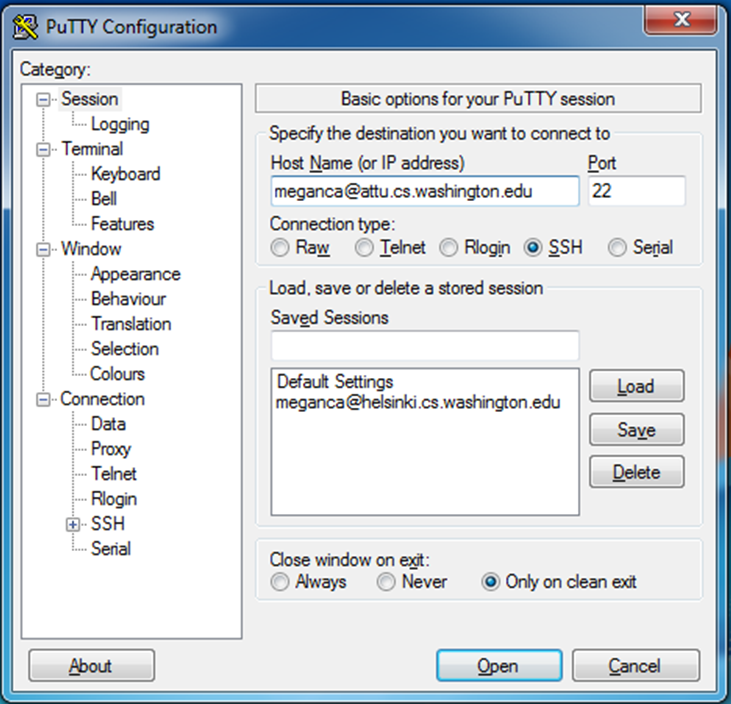 PuTTY Configuration
Category:
Session
Logging
Terminal
Keyboard
Bell
Features
Window
Appearance
Behaviour
Translation
Selection
Colours
Connection
Data
Proxy
Telnet
Rlogin
SSH
Serial
Basic options for your PuTTY session
Specify the destination you want to connect to
Host Name (or IP address) Port
meganca@attu.cs.washington.edu 22
Connection type:
Raw Telnet Rlogin SSH Serial
Load, save or delete a stored session
Saved Sessions
Default Settings
meganca@helsinki.cs.washington.edu
Load
Save
Delete
Close window on exit:
Always Never Only on clean exit
About Open Cancel